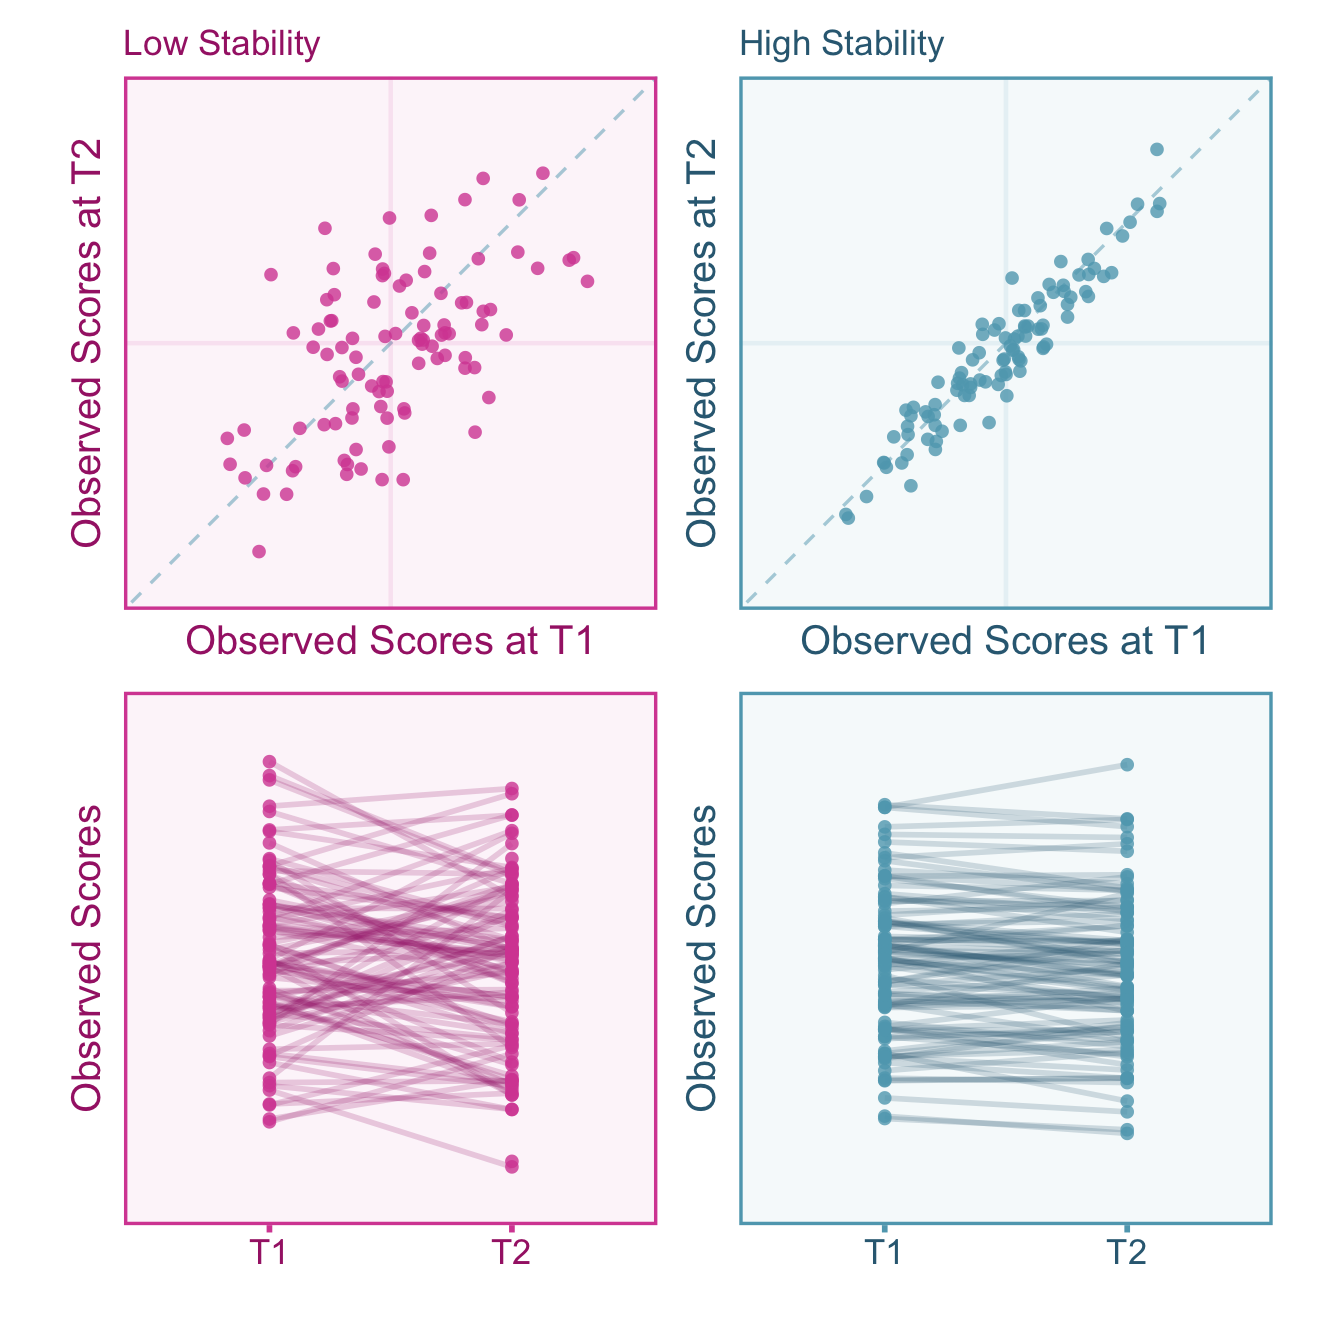 Low Stability
High Stability
Observed Scores at T2
Observed Scores at T2
Observed Scores at T1
Observed Scores at T1
Observed Scores
Observed Scores
T1
T2
T1
T2